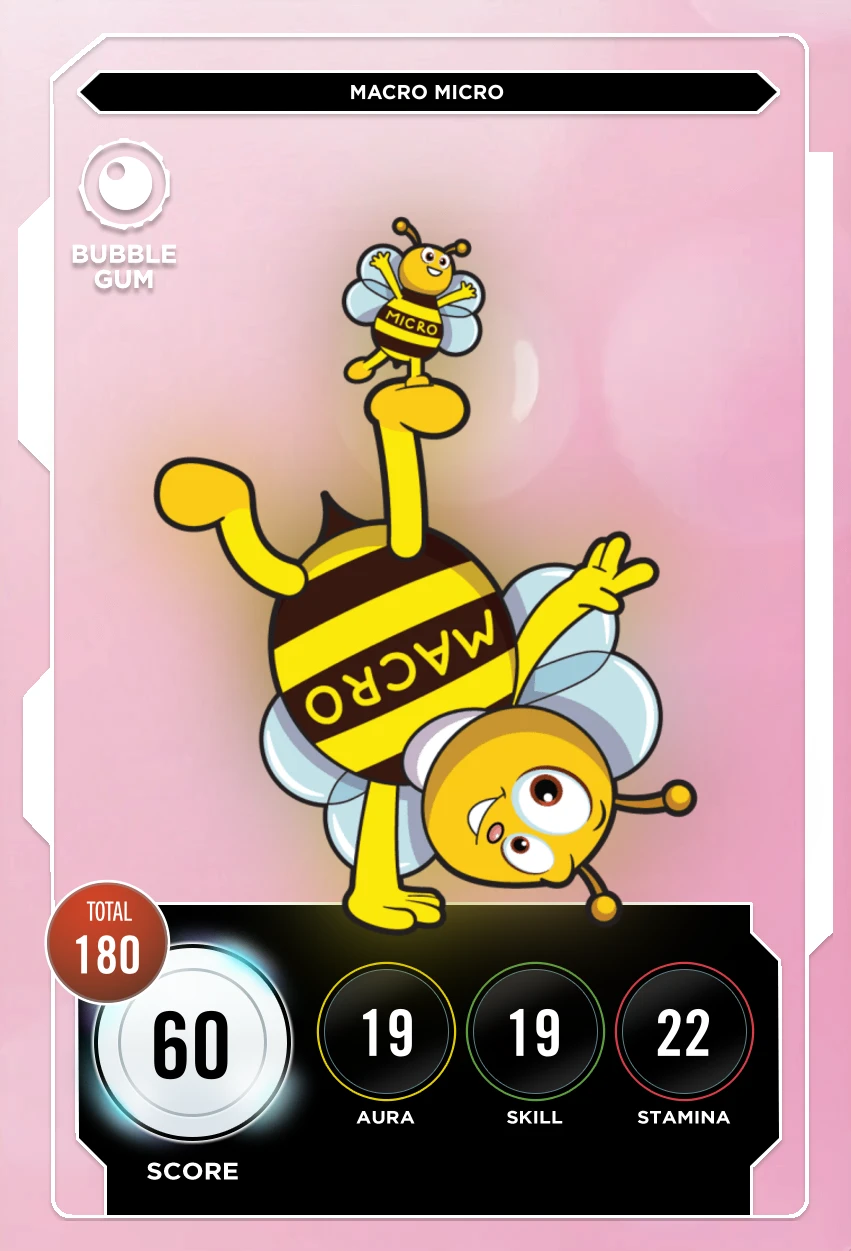 MACRO MICRO
BUBBLE
GUM
MICRO
MACRO
TOTAL
180
60
19
19
22
AURA
SKILL
STAMINA
SCORE